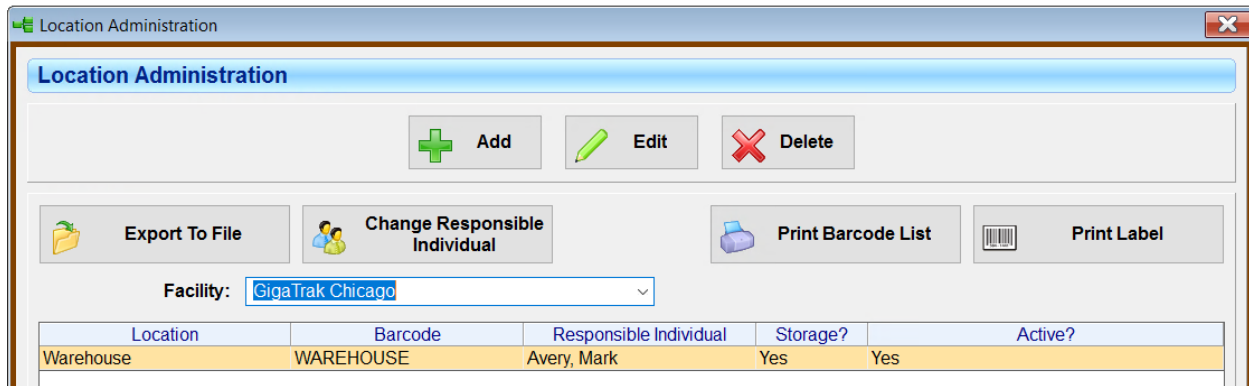 Location Administration
Location Administration
Add Edit Delete
Export To File Change Responsible Individual Print Barcode List Print Label
Facility: GigaTrak Chicago
Location Barcode Responsible Individual Storage? Active?
Warehouse WAREHOUSE Avery, Mark Yes Yes